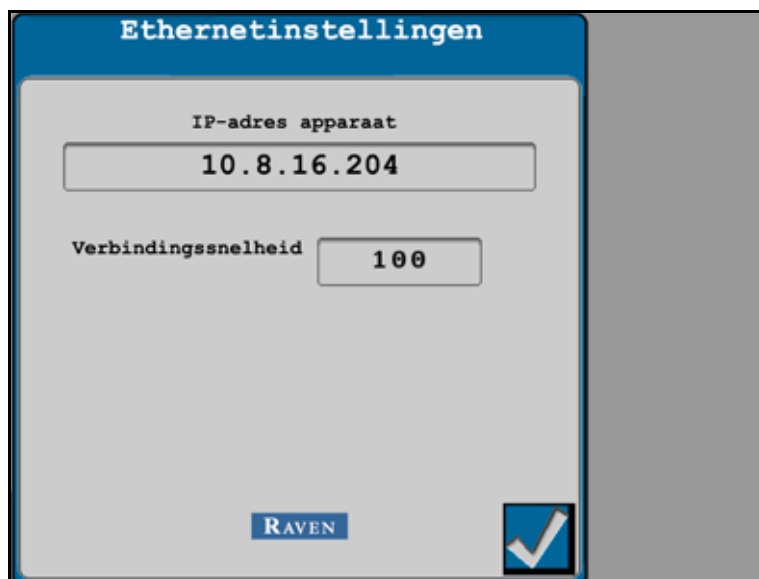 Ethernetinstellingen
IP-adres apparaat
10.8.16.204
Verbindingssnelheid
100
RAVEN